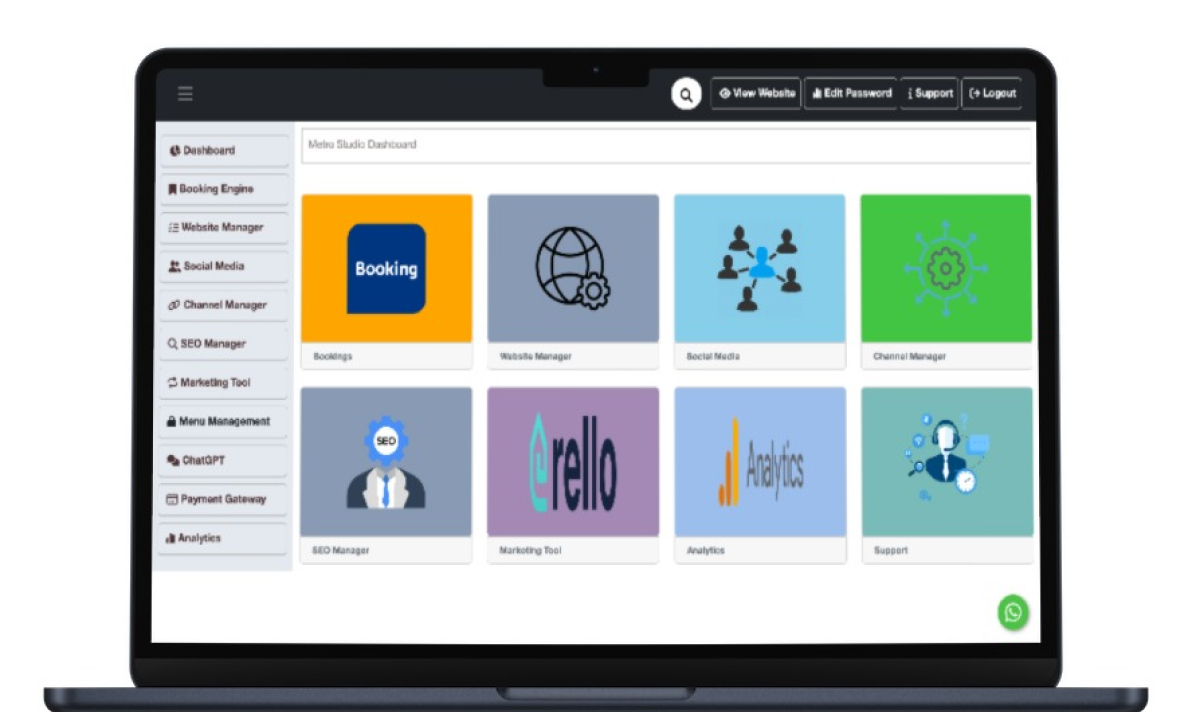 View Website
Edit Password
Support
Logout
Metro Studio Dashboard
Dashboard
Booking Engine
Website Manager
Social Media
Channel Manager
SEO Manager
Marketing Tool
Menu Management
ChatGPT
Payment Gateway
Analytics
Booking
Bookings
Website Manager
Social Media
Channel Manager
SEO
erello
Analytics
SEO Manager
Marketing Tool
Analytics
Support